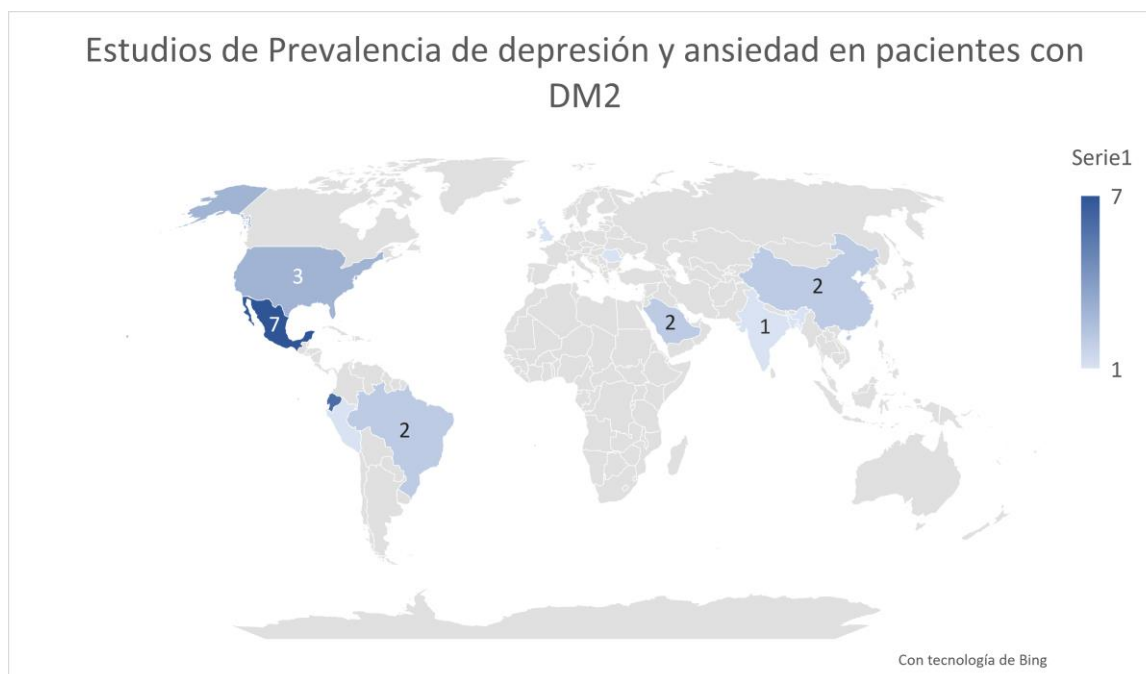 Estudios de Prevalencia de depresión y ansiedad en pacientes con
DM2
Serie1
7
1
3
7
2
2
1
2
Con tecnología de Bing